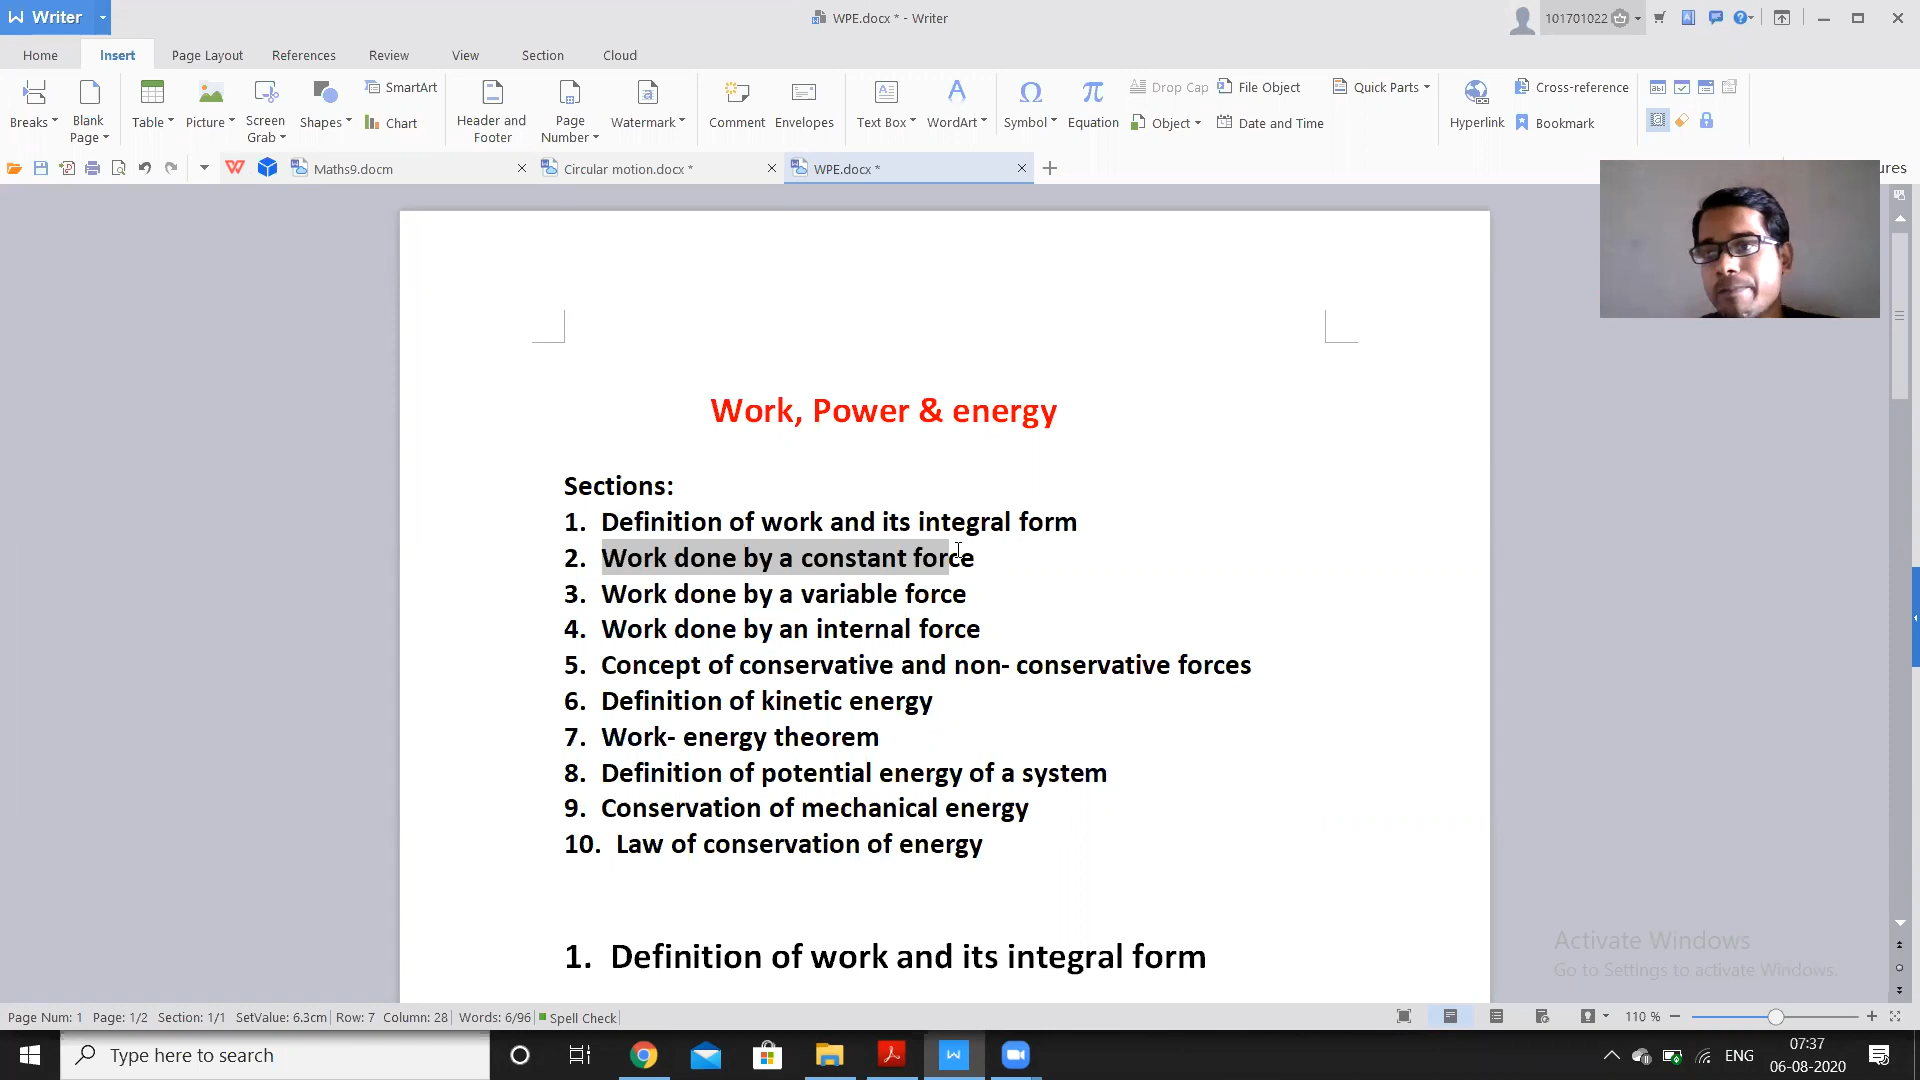 Writer
WPE.docx * - Writer
101701022
Home Insert Page Layout References Review View Section Cloud
Breaks
Blank Page
Table
Picture
Screen Grab
Shapes
SmartArt
Chart
Header and Footer
Page Number
Watermark
Comment
Envelopes
Text Box
WordArt
Symbol
Equation
Drop Cap
Object
File Object
Date and Time
Quick Parts
Hyperlink
Cross-reference
Bookmark
Maths9.docm
Circular motion.docx *
WPE.docx *
ures
Work, Power & energy
Sections:
1. Definition of work and its integral form
2. Work done by a constant force
3. Work done by a variable force
4. Work done by an internal force
5. Concept of conservative and non- conservative forces
6. Definition of kinetic energy
7. Work- energy theorem
8. Definition of potential energy of a system
9. Conservation of mechanical energy
10. Law of conservation of energy
1. Definition of work and its integral form
Activate Windows
Go to Settings to activate Windows.
Page Num: 1 Page: 1/2 Section: 1/1 SetValue: 6.3cm Row: 7 Column: 28 Words: 6/96 Spell Check
110 %
Type here to search
ENG
07:37
06-08-2020